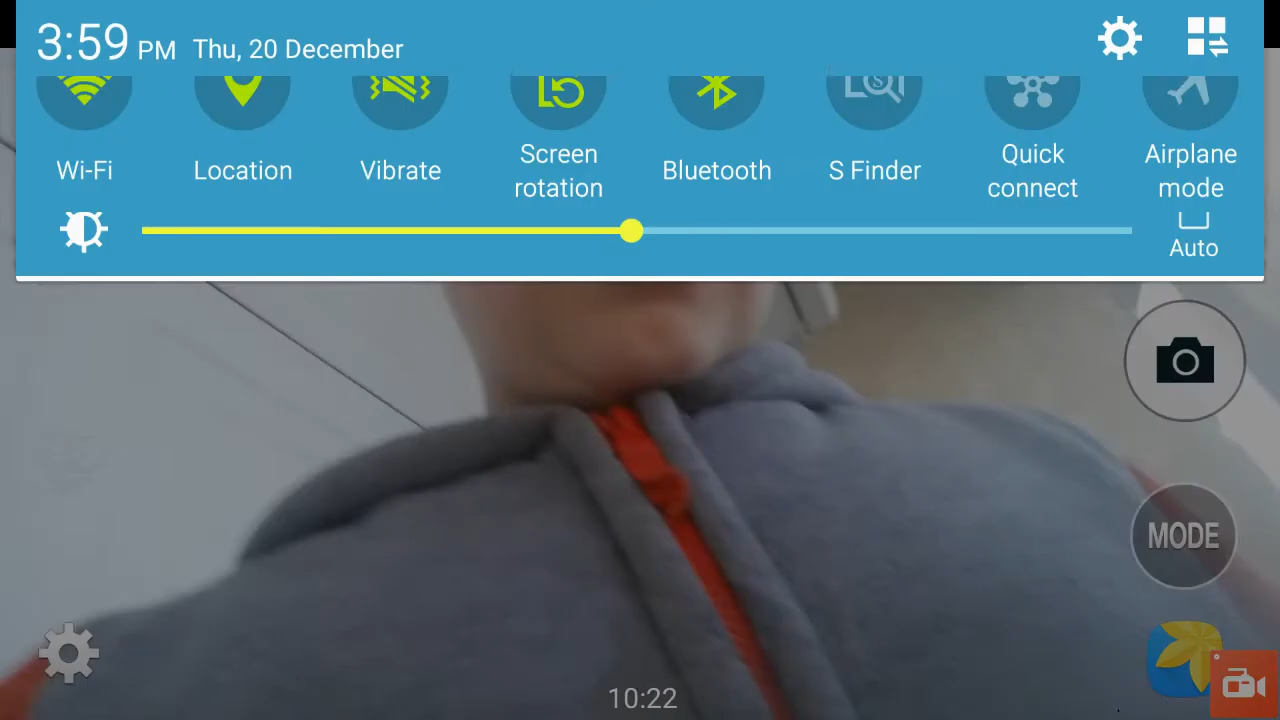 3:59 PM Thu, 20 December
Wi-Fi
Location
Vibrate
Screen
rotation
Bluetooth
S Finder
Quick
connect
Airplane
mode
Auto
MODE
10:22